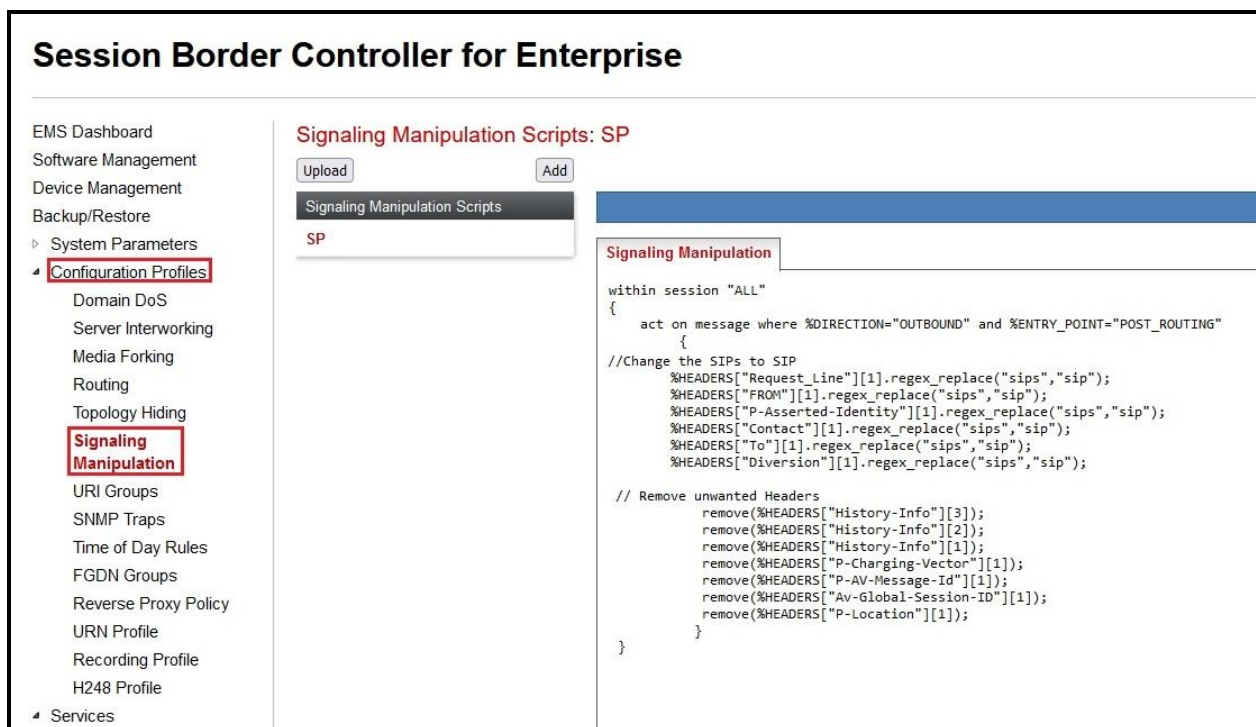 Session Border Controller for Enterprise
EMS Dashboard
Software Management
Device Management
Backup/Restore
System Parameters
Configuration Profiles
Domain DoS
Server Interworking
Media Forking
Routing
Topology Hiding
Signaling
Manipulation
URI Groups
SNMP Traps
Time of Day Rules
FGDN Groups
Reverse Proxy Policy
URN Profile
Recording Profile
H248 Profile
Services
Signaling Manipulation Scripts: SP
Upload Add
Signaling Manipulation Scripts
SP
Signaling Manipulation
within session "ALL"
{
act on message where %DIRECTION="OUTBOUND" and %ENTRY_POINT="POST_ROUTING"
{
//Change the SIPs to SIP
%HEADERS["Request_Line"][1].regex_replace("sips","sip");
%HEADERS["FROM"][1].regex_replace("sips","sip");
%HEADERS["P-Asserted-Identity"][1].regex_replace("sips","sip");
%HEADERS["Contact"][1].regex_replace("sips","sip");
%HEADERS["To"][1].regex_replace("sips","sip");
%HEADERS["Diversion"][1].regex_replace("sips","sip");
// Remove unwanted Headers
remove(%HEADERS["History-Info"][3]);
remove(%HEADERS["History-Info"][2]);
remove(%HEADERS["History-Info"][1]);
remove(%HEADERS["P-Charging-Vector"][1]);
remove(%HEADERS["P-AV-Message-Id"][1]);
remove(%HEADERS["Av-Global-Session-ID"][1]);
remove(%HEADERS["P-Location"][1]);
}
}